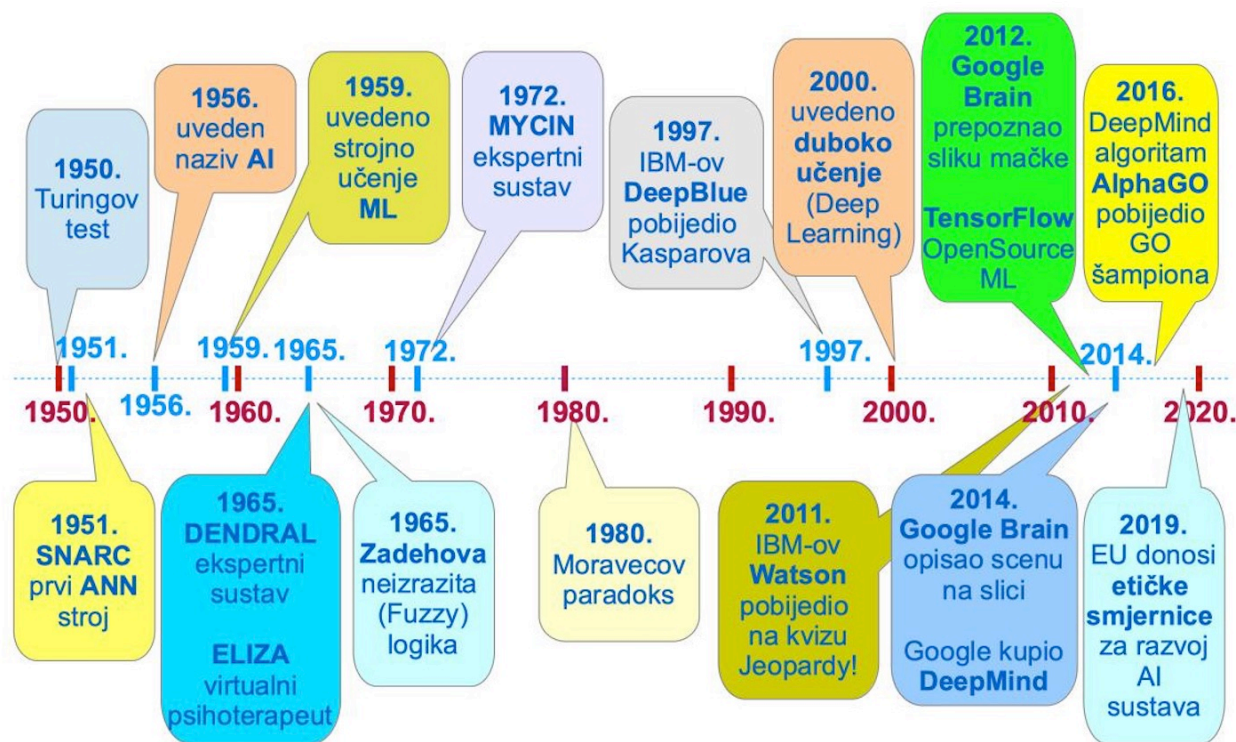 1950.
Turingov
test
1956.
uveden
naziv AI
1959.
uvedeno
strojno
učenje
ML
1972.
MYCIN
ekspertni
sustav
1997.
IBM-ov
DeepBlue
pobijedio
Kasparova
2000.
uvedeno
duboko
učenje
(Deep
Learning)
2012.
Google
Brain
prepoznao
sliku mačke
TensorFlow
OpenSource
ML
2016.
DeepMind
algoritam
AlphaGO
pobijedio
GO
šampiona
1951.
1959.
1965.
1972.
1997.
2014.
1950.
1956.
1960.
1970.
1980.
1990.
2000.
2010.
2020.
1951.
SNARC
prvi ANN
stroj
1965.
DENDRAL
ekspertni
sustav
ELIZA
virtualni
psihoterapeut
1965.
Zadehova
neizrazita
(Fuzzy)
logika
1980.
Moravecov
paradoks
2011.
IBM-ov
Watson
pobijedio
na kvizu
Jeopardy!
2014.
Google Brain
opisao scenu
na slici
Google kupio
DeepMind
2019.
EU donosi
etičke
smjernice
za razvoj
AI
sustava